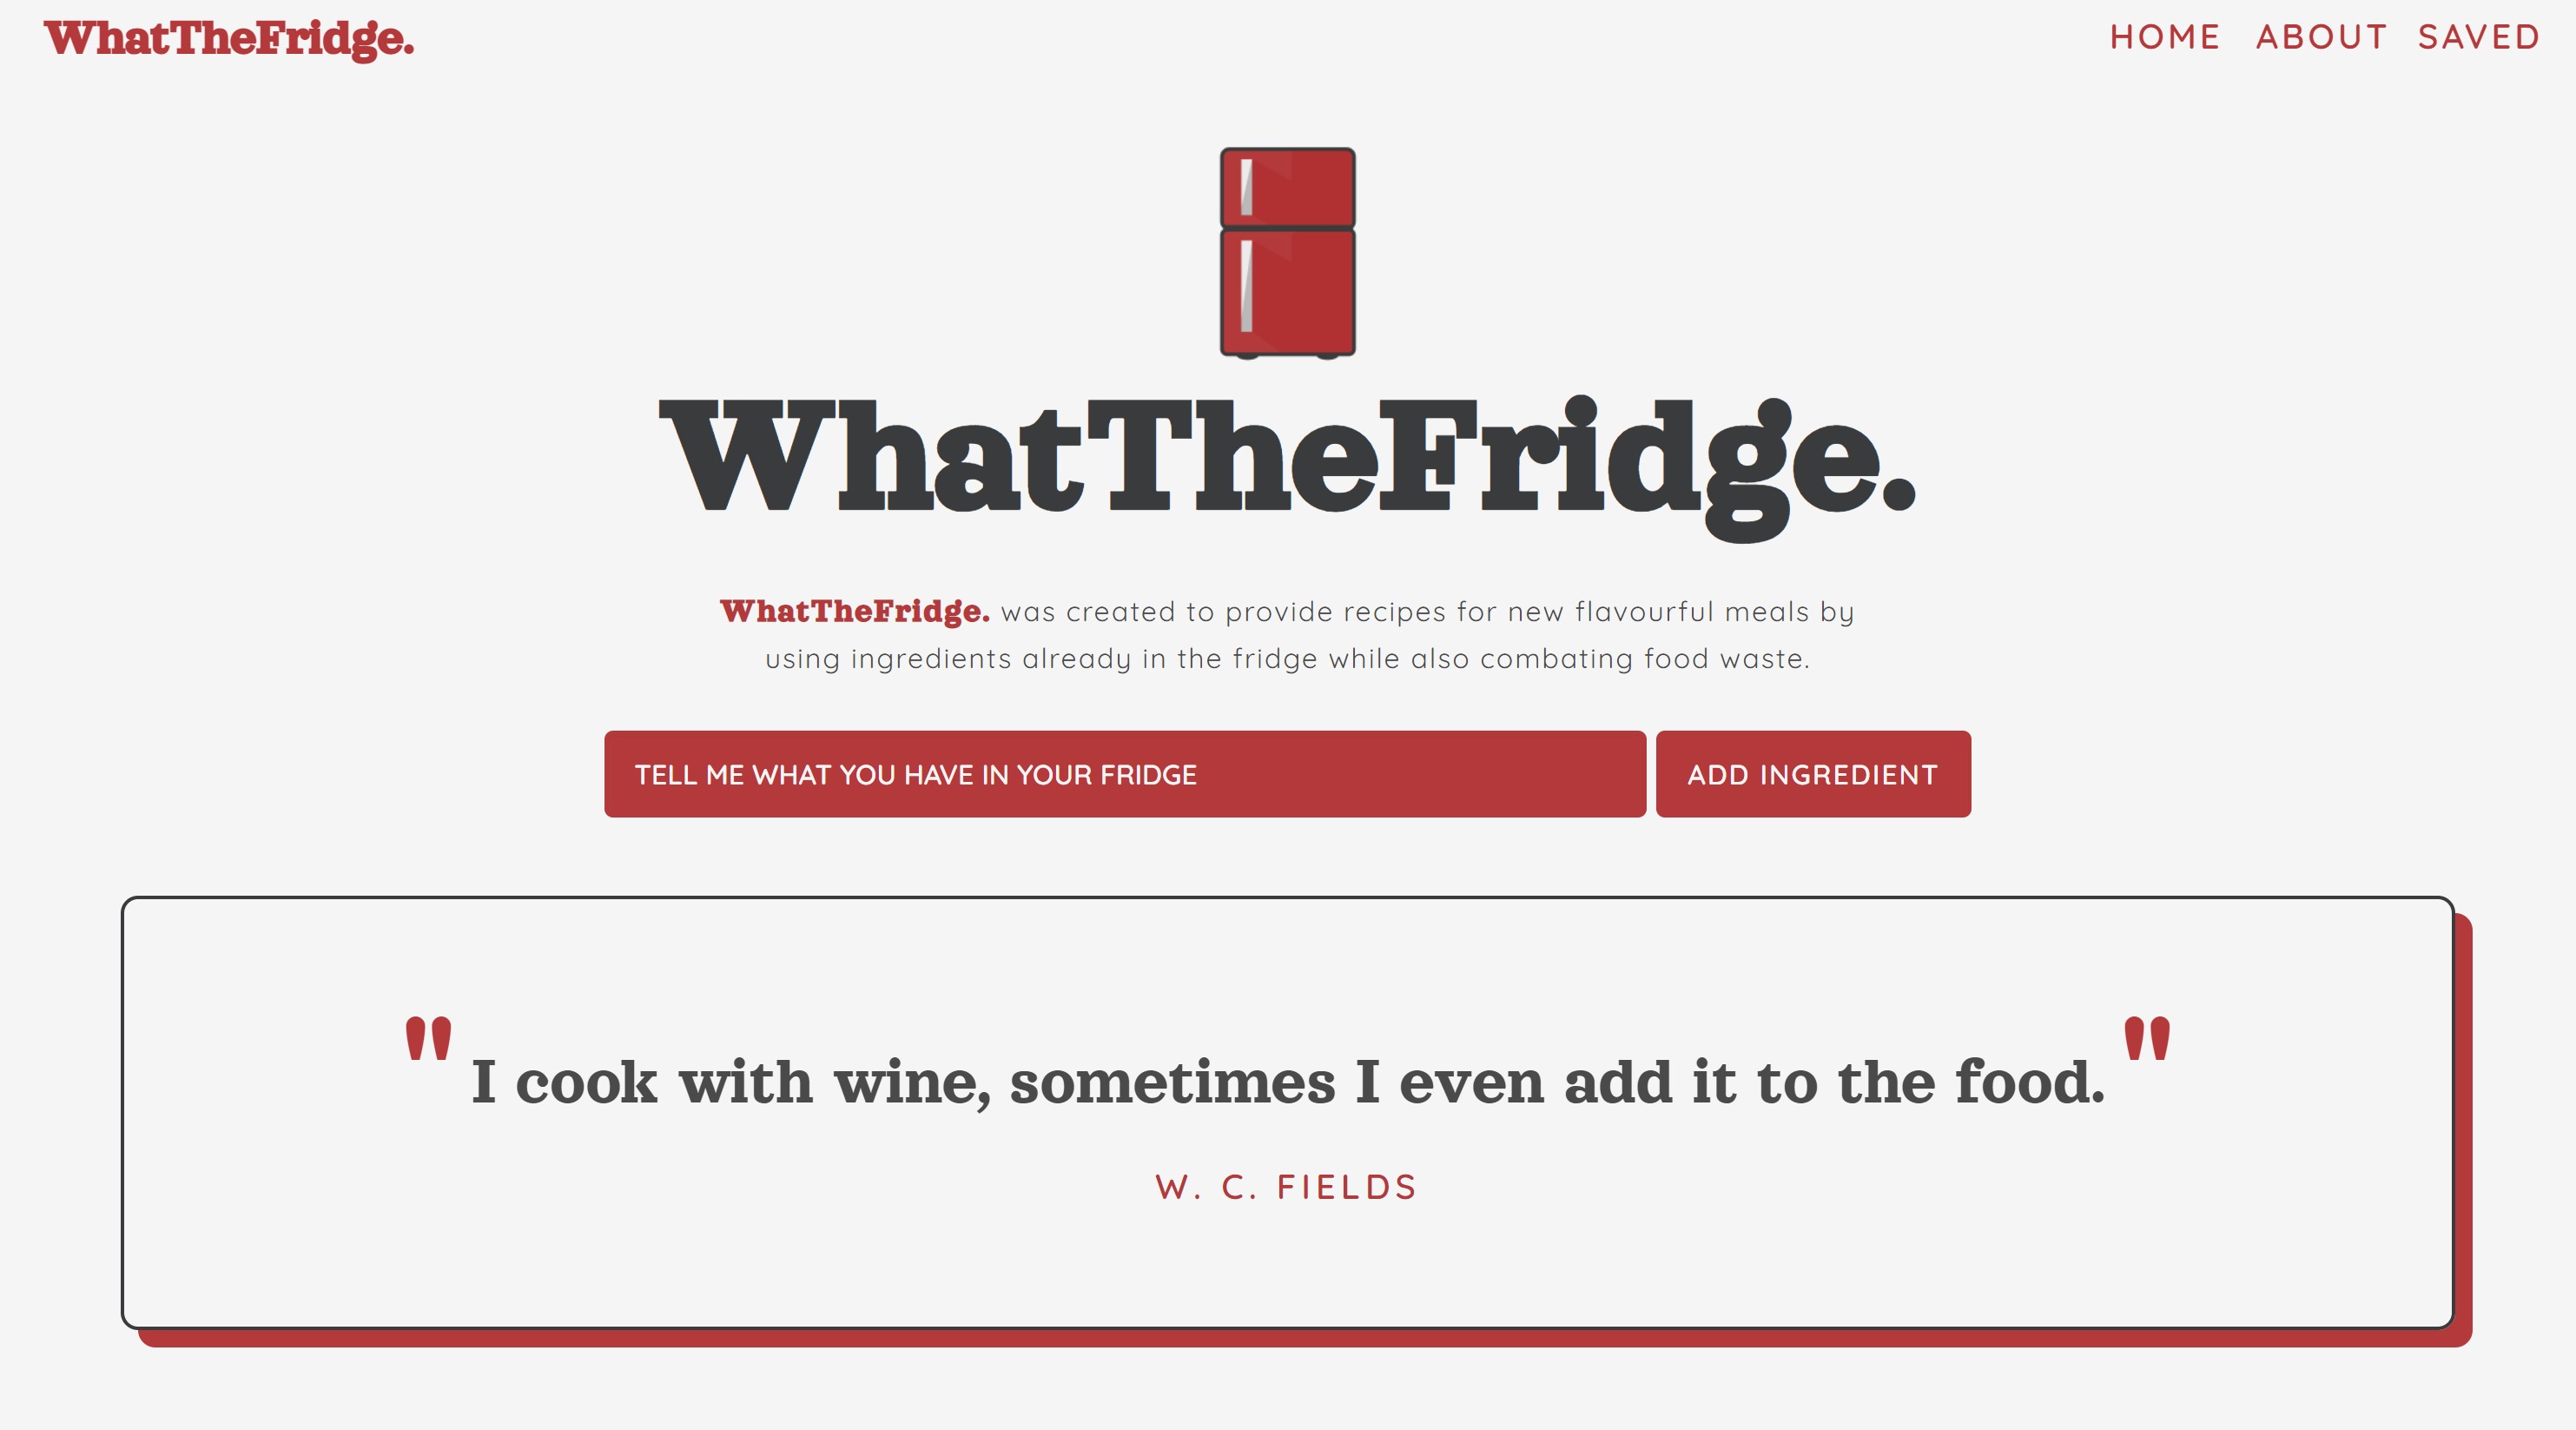 WhatTheFridge.
HOME ABOUT SAVED
WhatTheFridge.
WhatTheFridge. was created to provide recipes for new flavourful meals by
using ingredients already in the fridge while also combating food waste.
TELL ME WHAT YOU HAVE IN YOUR FRIDGE
ADD INGREDIENT
" I cook with wine, sometimes I even add it to the food. "
W. C. FIELDS